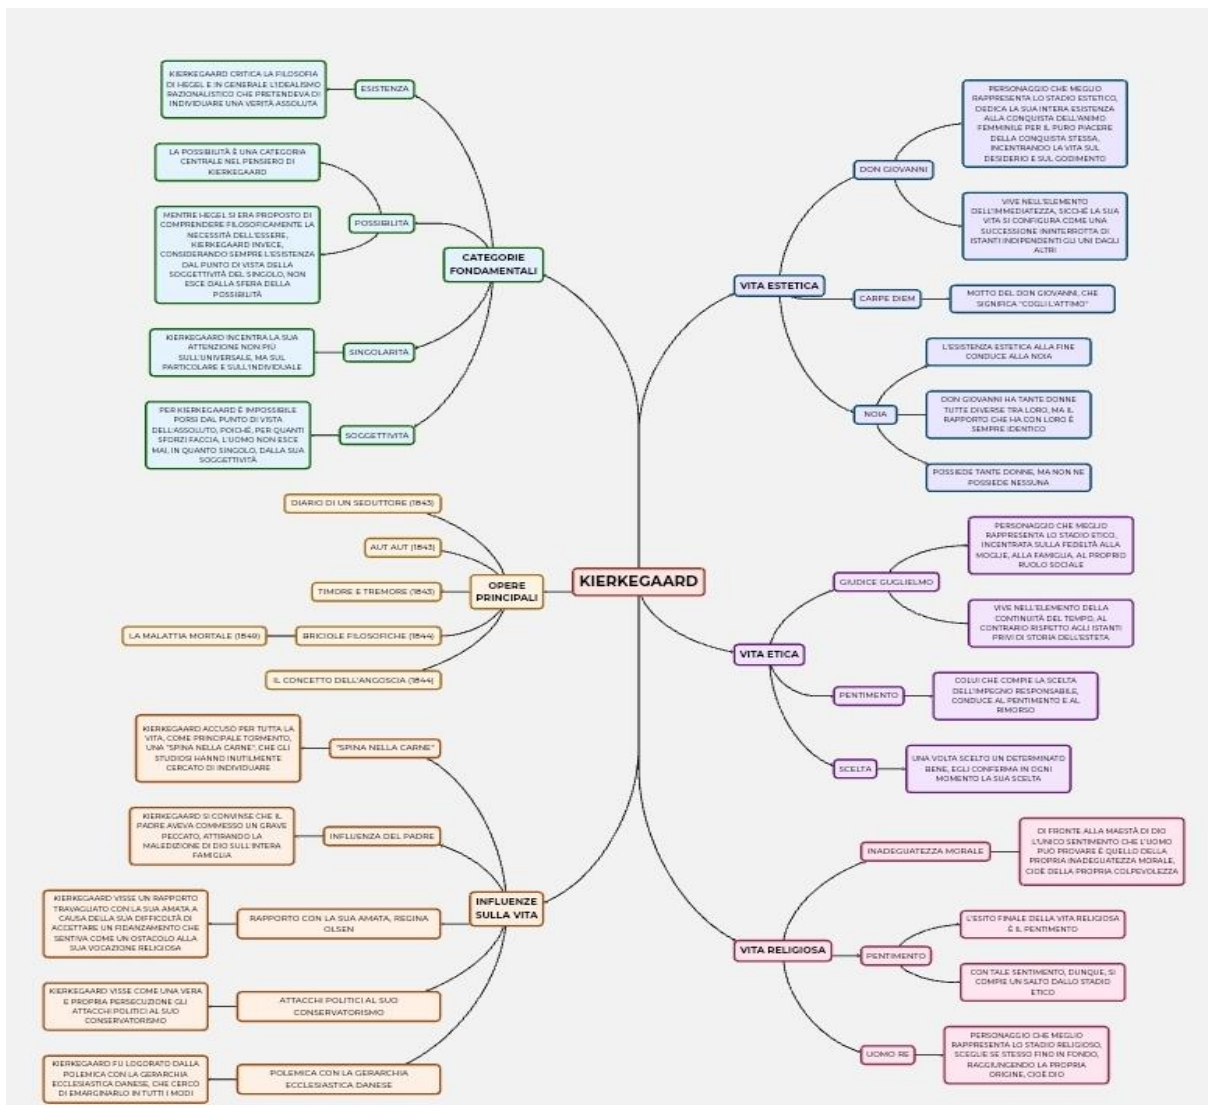 KIERKEGAARD CRITICA LA FILOSOFIA
DI HEGEL E IN GENERALE L'IDEALISMO
RAZIONALISTICO CHE PRETENDEVA DI
INDIVIDUARE UNA VERITÀ ASSOLUTA
ESISTENZA
LA POSSIBILITÀ È UNA CATEGORIA
CENTRALE NEL PENSIERO DI
KIERKEGAARD
POSSIBILITÀ
MENTRE HEGEL SI ERA PROPOSTO DI
COMPRENDERE FILOSOFICAMENTE LA
NECESSITÀ DELL'ESSERE,
KIERKEGAARD INVECE,
CONSIDERANDO SEMPRE L'ESISTENZA
DAL PUNTO DI VISTA DELLA
SOGGETTIVITÀ DEL SINGOLO, NON
ESCE DALLA SFERA DELLA
POSSIBILITÀ
CATEGORIE
FONDAMENTALI
KIERKEGAARD INCENTRA LA SUA
ATTENZIONE NON PIÙ
SULL'UNIVERSALE, MA SUL
PARTICOLARE E SULL'INDIVIDUALE
SINGOLARITÀ
PER KIERKEGAARD È IMPOSSIBILE
PORSI DAL PUNTO DI VISTA
DELL'ASSOLUTO, POICHÉ, PER QUANTI
SFORZI FACCIA, L'UOMO NON ESCE
MAI, IN QUANTO SINGOLO, DALLA SUA
SOGGETTIVITÀ
SOGGETTIVITÀ
DIARIO DI UN SEDUTTORE (1843)
AUT AUT (1843)
TIMORE E TREMORE (1843)
OPERE
PRINCIPALI
LA MALATTIA MORTALE (1849)
BRICIOLE FILOSOFICHE (1844)
IL CONCETTO DELL'ANGOSCIA (1844)
KIERKEGAARD
KIERKEGAARD ACCUSÒ PER TUTTA LA
VITA, COME PRINCIPALE TORMENTO,
UNA "SPINA NELLA CARNE", CHE GLI
STUDIOSI HANNO INUTILMENTE
CERCATO DI INDIVIDUARE
"SPINA NELLA CARNE"
KIERKEGAARD SI CONVINSE CHE IL
PADRE AVEVA COMMESSO UN GRAVE
PECCATO, ATTIRANDO LA
MALEDIZIONE DI DIO SULL'INTERA
FAMIGLIA
INFLUENZA DEL PADRE
INFLUENZE
SULLA VITA
KIERKEGAARD VISSE UN RAPPORTO
TRAVAGLIATO CON LA SUA AMATA A
CAUSA DELLA SUA DIFFICOLTÀ DI
ACCETTARE UN FIDANZAMENTO CHE
SENTIVA COME UN OSTACOLO ALLA
SUA VOCAZIONE RELIGIOSA
RAPPORTO CON LA SUA AMATA, REGINA
OLSEN
KIERKEGAARD VISSE COME UNA VERA
E PROPRIA PERSECUZIONE GLI
ATTACCHI POLITICI AL SUO
CONSERVATORISMO
ATTACCHI POLITICI AL SUO
CONSERVATORISMO
KIERKEGAARD FU LOGORATO DALLA
POLEMICA CON LA GERARCHIA
ECCLESIASTICA DANESE, CHE CERCÒ
DI EMARGINARLO IN TUTTI I MODI
POLEMICA CON LA GERARCHIA
ECCLESIASTICA DANESE
PERSONAGGIO CHE MEGLIO
RAPPRESENTA LO STADIO ESTETICO,
DEDICA LA SUA INTERA ESISTENZA
ALLA CONQUISTA DELL'ANIMO
FEMMINILE PER IL PURO PIACERE
DELLA CONQUISTA STESSA,
INCENTRANDO LA VITA SUL
DESIDERIO E SUL GODIMENTO
DON GIOVANNI
VIVE NELL'ELEMENTO
DELL'IMMEDIATEZZA, SICCHÉ LA SUA
VITA SI CONFIGURA COME UNA
SUCCESSIONE ININTERROTTA DI
ISTANTI INDIPENDENTI GLI UNI DAGLI
ALTRI
VITA ESTETICA
CARPE DIEM
MOTTO DEL DON GIOVANNI, CHE
SIGNIFICA "COGLI L'ATTIMO"
L'ESISTENZA ESTETICA ALLA FINE
CONDUCE ALLA NOIA
NOIA
DON GIOVANNI HA TANTE DONNE
TUTTE DIVERSE TRA LORO, MA IL
RAPPORTO CHE HA CON LORO È
SEMPRE IDENTICO
POSSIEDE TANTE DONNE, MA NON NE
POSSIEDE NESSUNA
PERSONAGGIO CHE MEGLIO
RAPPRESENTA LO STADIO ETICO,
INCENTRATA SULLA FEDELTÀ ALLA
MOGLIE, ALLA FAMIGLIA, AL PROPRIO
RUOLO SOCIALE
GIUDICE GUGLIELMO
VIVE NELL'ELEMENTO DELLA
CONTINUITÀ DEL TEMPO, AL
CONTRARIO RISPETTO AGLI ISTANTI
PRIVI DI STORIA DELL'ESTETA
VITA ETICA
PENTIMENTO
COLUI CHE COMPIE LA SCELTA
DELL'IMPEGNO RESPONSABILE,
CONDUCE AL PENTIMENTO E AL
RIMORSO
SCELTA
UNA VOLTA SCELTO UN DETERMINATO
BENE, EGLI CONFERMA IN OGNI
MOMENTO LA SUA SCELTA
INADEGUATEZZA MORALE
DI FRONTE ALLA MAESTÀ DI DIO
L'UNICO SENTIMENTO CHE L'UOMO
PUÒ PROVARE È QUELLO DELLA
PROPRIA INADEGUATEZZA MORALE,
CIOÈ DELLA PROPRIA COLPEVOLEZZA
VITA RELIGIOSA
L'ESITO FINALE DELLA VITA RELIGIOSA
È IL PENTIMENTO
PENTIMENTO
CON TALE SENTIMENTO, DUNQUE, SI
COMPIE UN SALTO DALLO STADIO
ETICO
UOMO RE
PERSONAGGIO CHE MEGLIO
RAPPRESENTA LO STADIO RELIGIOSO,
SCEGLIE SE STESSO FINO IN FONDO,
RAGGIUNGENDO LA PROPRIA
ORIGINE, CIOÈ DIO